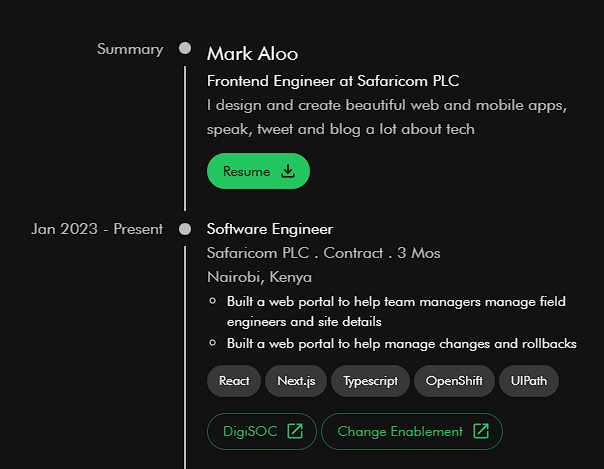 Summary
Mark Aloo
Frontend Engineer at Safaricom PLC
I design and create beautiful web and mobile apps,
speak, tweet and blog a lot about tech
Resume
Jan 2023 - Present
Software Engineer
Safaricom PLC . Contract . 3 Mos
Nairobi, Kenya
Built a web portal to help team managers manage field
engineers and site details
Built a web portal to help manage changes and rollbacks
React Next.js Typescript OpenShift UIPath
DigiSOC Change Enablement